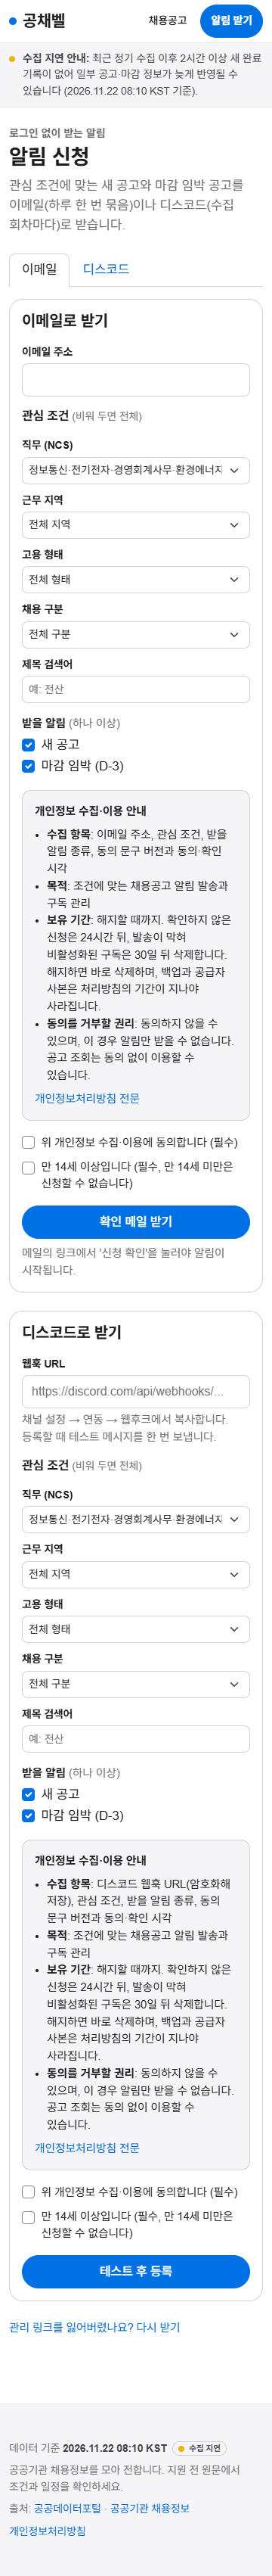 공채벨
채용공고
알림 받기
수집 지연 안내: 최근 정기 수집 이후 2시간 이상 새 완료
기록이 없어 일부 공고·마감 정보가 늦게 반영될 수
있습니다 (2026.11.22 08:10 KST 기준).
로그인 없이 받는 알림
알림 신청
관심 조건에 맞는 새 공고와 마감 임박 공고를
이메일(하루 한 번 묶음)이나 디스코드(수집
회차마다)로 받습니다.
이메일
디스코드
이메일로 받기
이메일 주소
관심 조건 (비워 두면 전체)
직무 (NCS)
정보통신·전기전자·경영회계사무·환경에너지
근무 지역
전체 지역
고용 형태
전체 형태
채용 구분
전체 구분
제목 검색어
예: 전산
받을 알림 (하나 이상)
새 공고
마감 임박 (D-3)
개인정보 수집·이용 안내
• 수집 항목: 이메일 주소, 관심 조건, 받을
알림 종류, 동의 문구 버전과 동의·확인
시각
• 목적: 조건에 맞는 채용공고 알림 발송과
구독 관리
• 보유 기간: 해지할 때까지. 확인하지 않은
신청은 24시간 뒤, 발송이 막혀
비활성화된 구독은 30일 뒤 삭제합니다.
해지하면 바로 삭제하며, 백업과 공급자
사본은 처리방침의 기간이 지나야
사라집니다.
• 동의를 거부할 권리: 동의하지 않을 수
있으며, 이 경우 알림만 받을 수 없습니다.
공고 조회는 동의 없이 이용할 수
있습니다.
개인정보처리방침 전문
위 개인정보 수집·이용에 동의합니다 (필수)
만 14세 이상입니다 (필수, 만 14세 미만은
신청할 수 없습니다)
확인 메일 받기
메일의 링크에서 '신청 확인'을 눌러야 알림이
시작됩니다.
디스코드로 받기
웹훅 URL
https://discord.com/api/webhooks/...
채널 설정 → 연동 → 웹후크에서 복사합니다.
등록할 때 테스트 메시지를 한 번 보냅니다.
관심 조건 (비워 두면 전체)
직무 (NCS)
정보통신·전기전자·경영회계사무·환경에너지
근무 지역
전체 지역
고용 형태
전체 형태
채용 구분
전체 구분
제목 검색어
예: 전산
받을 알림 (하나 이상)
새 공고
마감 임박 (D-3)
개인정보 수집·이용 안내
• 수집 항목: 디스코드 웹훅 URL(암호화해
저장), 관심 조건, 받을 알림 종류, 동의
문구 버전과 동의·확인 시각
• 목적: 조건에 맞는 채용공고 알림 발송과
구독 관리
• 보유 기간: 해지할 때까지. 확인하지 않은
신청은 24시간 뒤, 발송이 막혀
비활성화된 구독은 30일 뒤 삭제합니다.
해지하면 바로 삭제하며, 백업과 공급자
사본은 처리방침의 기간이 지나야
사라집니다.
• 동의를 거부할 권리: 동의하지 않을 수
있으며, 이 경우 알림만 받을 수 없습니다.
공고 조회는 동의 없이 이용할 수
있습니다.
개인정보처리방침 전문
위 개인정보 수집·이용에 동의합니다 (필수)
만 14세 이상입니다 (필수, 만 14세 미만은
신청할 수 없습니다)
테스트 후 등록
관리 링크를 잃어버렸나요? 다시 받기
데이터 기준 2026.11.22 08:10 KST 수집 지연
공공기관 채용정보를 모아 전합니다. 지원 전 원문에서
조건과 일정을 확인하세요.
출처: 공공데이터포털 · 공공기관 채용정보
개인정보처리방침